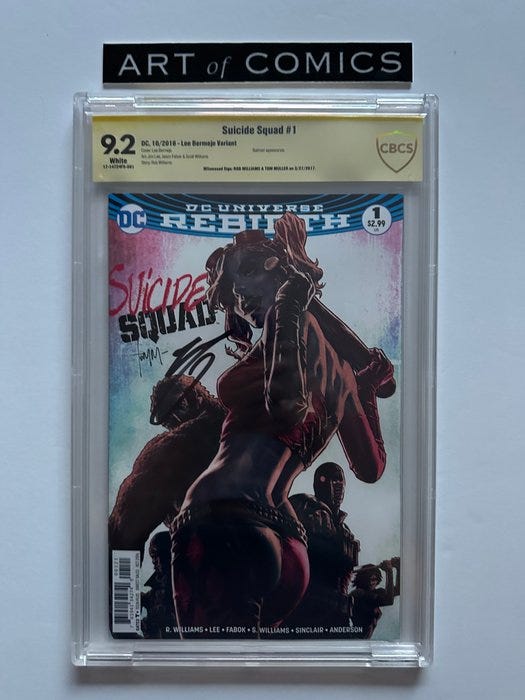 ART of COMICS
Suicide Squad #1
9.2
White
DC, 10/2016 - Lee Bermejo Variant
Cover: Lee Bermejo
Art: Jim Lee, Jason Fabok & Scott Williams
Story: Rob Williams
Batman appearance.
Witnessed Sign: ROB WILLIAMS & TOM MULLER on 3/27/2017.
CBCS
DC
DC UNIVERSE
REBIRTH
1
$2.99
US
SUICIDE
SQUAD
R. WILLIAMS • LEE • FABOK • S. WILLIAMS • SINCLAIR • ANDERSON